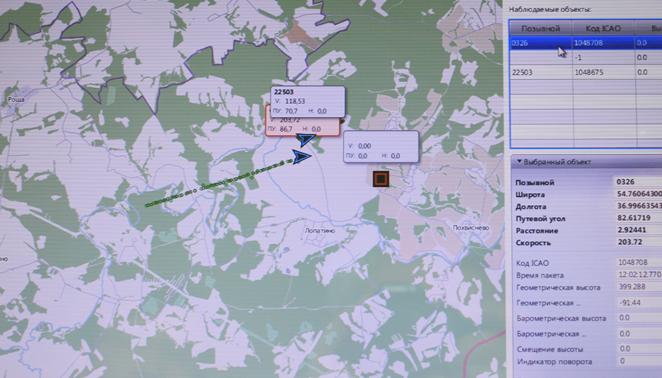 Наблюдаемые объекты:
Позывной Код ICAO
0326 1048708 0.0
-1 0.0
22503 1048675 0.0
22503
V: 118,53
ПУ: 70,7 H: 0,0
V: 203,72
ПУ: 86,7 H: 0,0
V: 0,00
ПУ: 0,0 H: 0,0
Роща
Лопатино
Похвиснево
но
Выбранный объект
Позывной 0326
Широта 54.76064300
Долгота 36.99663543
Путевой угол 82.61719
Расстояние 2.92441
Скорость 203.72
Код ICAO 1048708
Время пакета 12:02:12.770
Геометрическая высота 399.288
Геометрическая ... -91.44
Барометрическая высота 0.0
Барометрическая ... 0.0
Смещение высоты 0.0
Индикатор поворота 0